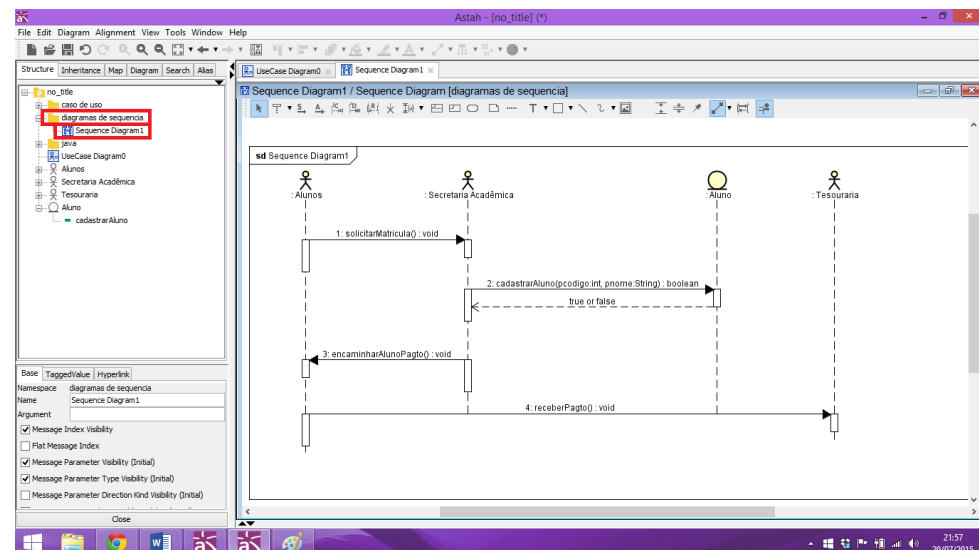 Astah - [no_title] (*)
File Edit Diagram Alignment View Tools Window Help
Structure Inheritance Map Diagram Search Alias
UseCase Diagram0 Sequence Diagram1
no_title
caso de uso
diagramas de sequencia
Sequence Diagram1
java
UseCase Diagram0
Alunos
Secretaria Acadêmica
Tesouraria
Aluno
cadastrarAluno
Sequence Diagram1 / Sequence Diagram [diagramas de sequencia]
sd Sequence Diagram1
: Alunos : Secretaria Acadêmica : Aluno : Tesouraria
1: solicitarMatricula() : void
2: cadastrarAluno(pcodigo:int, pnome:String) : boolean
true or false
3: encaminharAlunoPagto() : void
4: receberPagto() : void
Base TaggedValue Hyperlink
Namespace diagramas de sequencia
Name Sequence Diagram1
Argument
Message Index Visibility
Flat Message Index
Message Parameter Visibility (Initial)
Message Parameter Type Visibility (Initial)
Message Parameter Direction Kind Visibility (Initial)
Close
21:57
29/07/2015